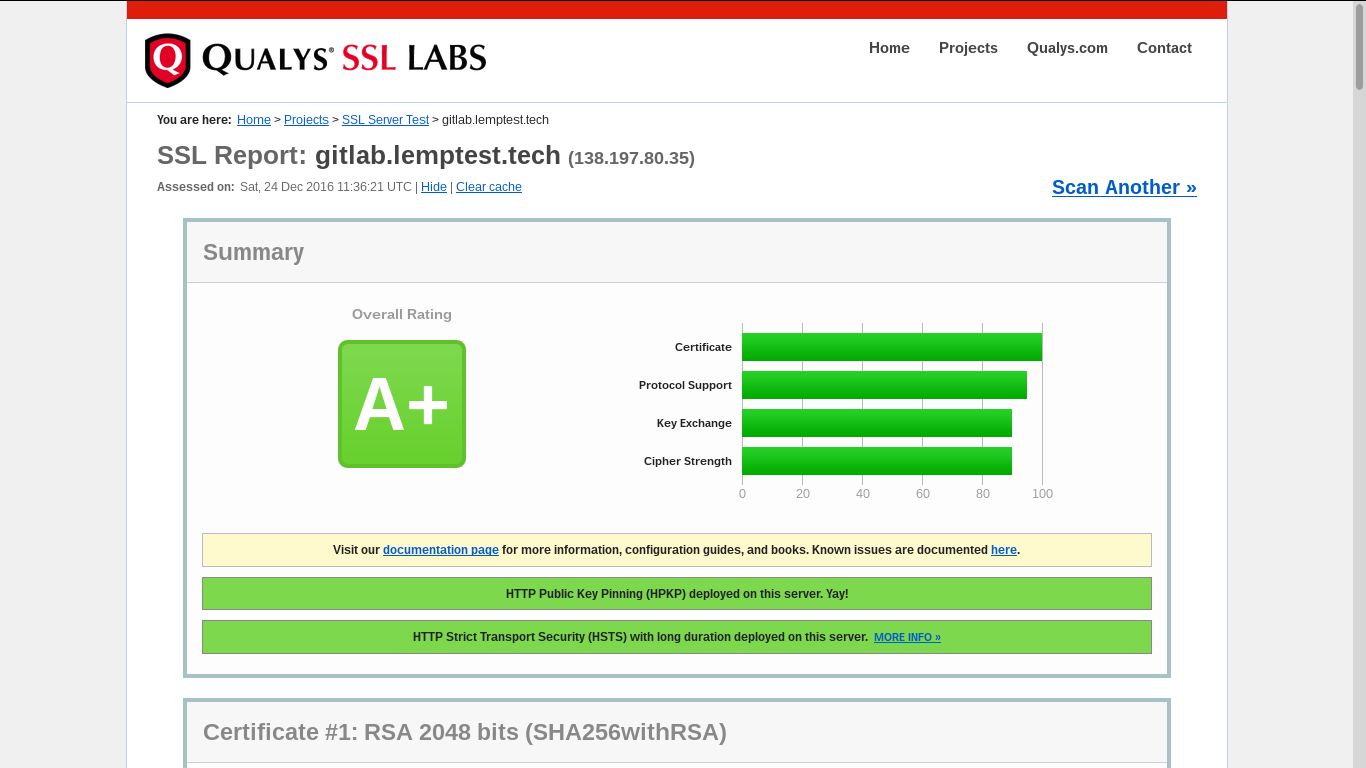 QUALYS® SSL LABS
Home Projects Qualys.com Contact
You are here: Home > Projects > SSL Server Test > gitlab.lemptest.tech
SSL Report: gitlab.lemptest.tech (138.197.80.35)
Assessed on: Sat, 24 Dec 2016 11:36:21 UTC | Hide | Clear cache
Scan Another »
Summary
Overall Rating
A+
Certificate
Protocol Support
Key Exchange
Cipher Strength
0 20 40 60 80 100
Visit our documentation page for more information, configuration guides, and books. Known issues are documented here.
HTTP Public Key Pinning (HPKP) deployed on this server. Yay!
HTTP Strict Transport Security (HSTS) with long duration deployed on this server. MORE INFO »
Certificate #1: RSA 2048 bits (SHA256withRSA)